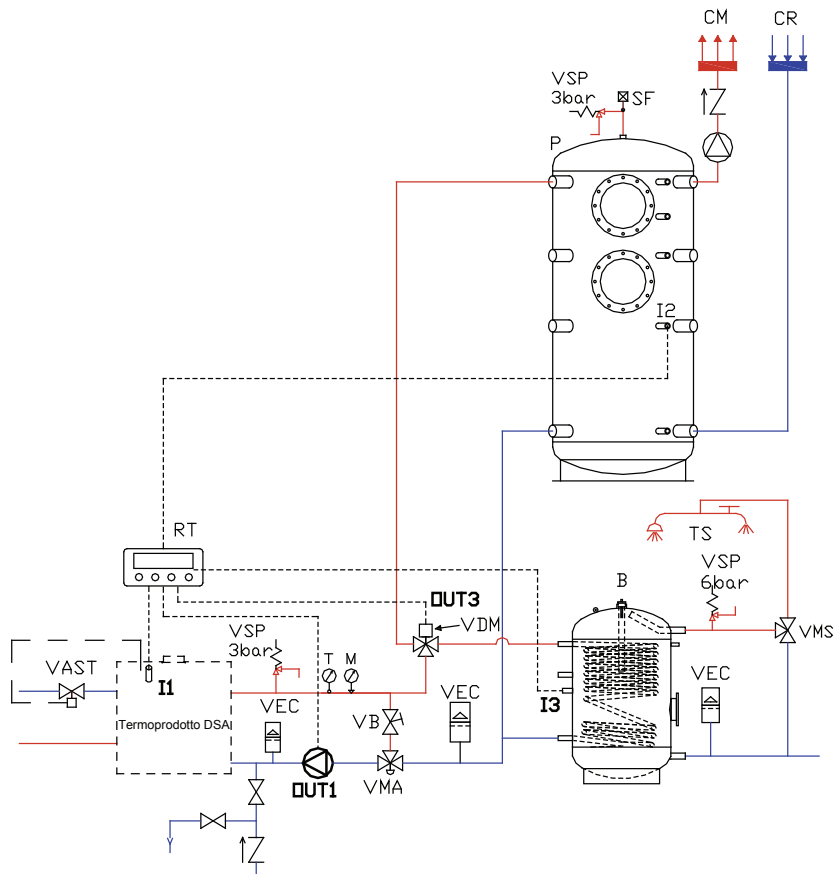 CM
CR
VSP
3bar
SF
P
I2
RT
TS
VSP
6bar
B
OUT3
VDM
VMS
VSP
3bar
T
M
VAST
I1
VEC
VEC
I3
VEC
Termoprodotto DSA
VB
OUT1
VMA